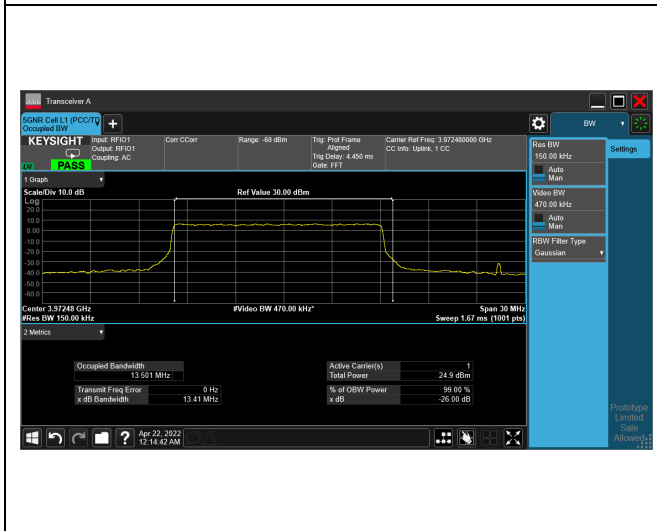 Transceiver A
5GNR Cell L1 (PCC/TD
Occupied BW
BW
KEYSIGHT
Input: RFIO1
Output: RFIO1
Coupling: AC
Corr CCorr
Range: -60 dBm
Trig: Prot Frame
Aligned
Trig Delay: 4.450 ms
Gate: FFT
Carrier Ref Freq: 3.972480000 GHz
CC Info: Uplink, 1 CC
PASS
Res BW
150.00 kHz
Auto
Man
Video BW
470.00 kHz
Auto
Man
RBW Filter Type
Gaussian
Settings
1 Graph
Scale/Div 10.0 dB
Ref Value 30.00 dBm
Log
20.0
10.0
0.00
-10.0
-20.0
-30.0
-40.0
-50.0
-60.0
Center 3.97248 GHz
#Video BW 470.00 kHz*
Span 30 MHz
#Res BW 150.00 kHz
Sweep 1.67 ms (1001 pts)
2 Metrics
Occupied Bandwidth
13.501 MHz
Active Carrier(s) 1
Total Power 24.9 dBm
Transmit Freq Error 0 Hz
x dB Bandwidth 13.41 MHz
% of OBW Power 99.00 %
x dB -26.00 dB
Prototype
Limited
Sale
Allowed
?
Apr 22, 2022
12:14:42 AM